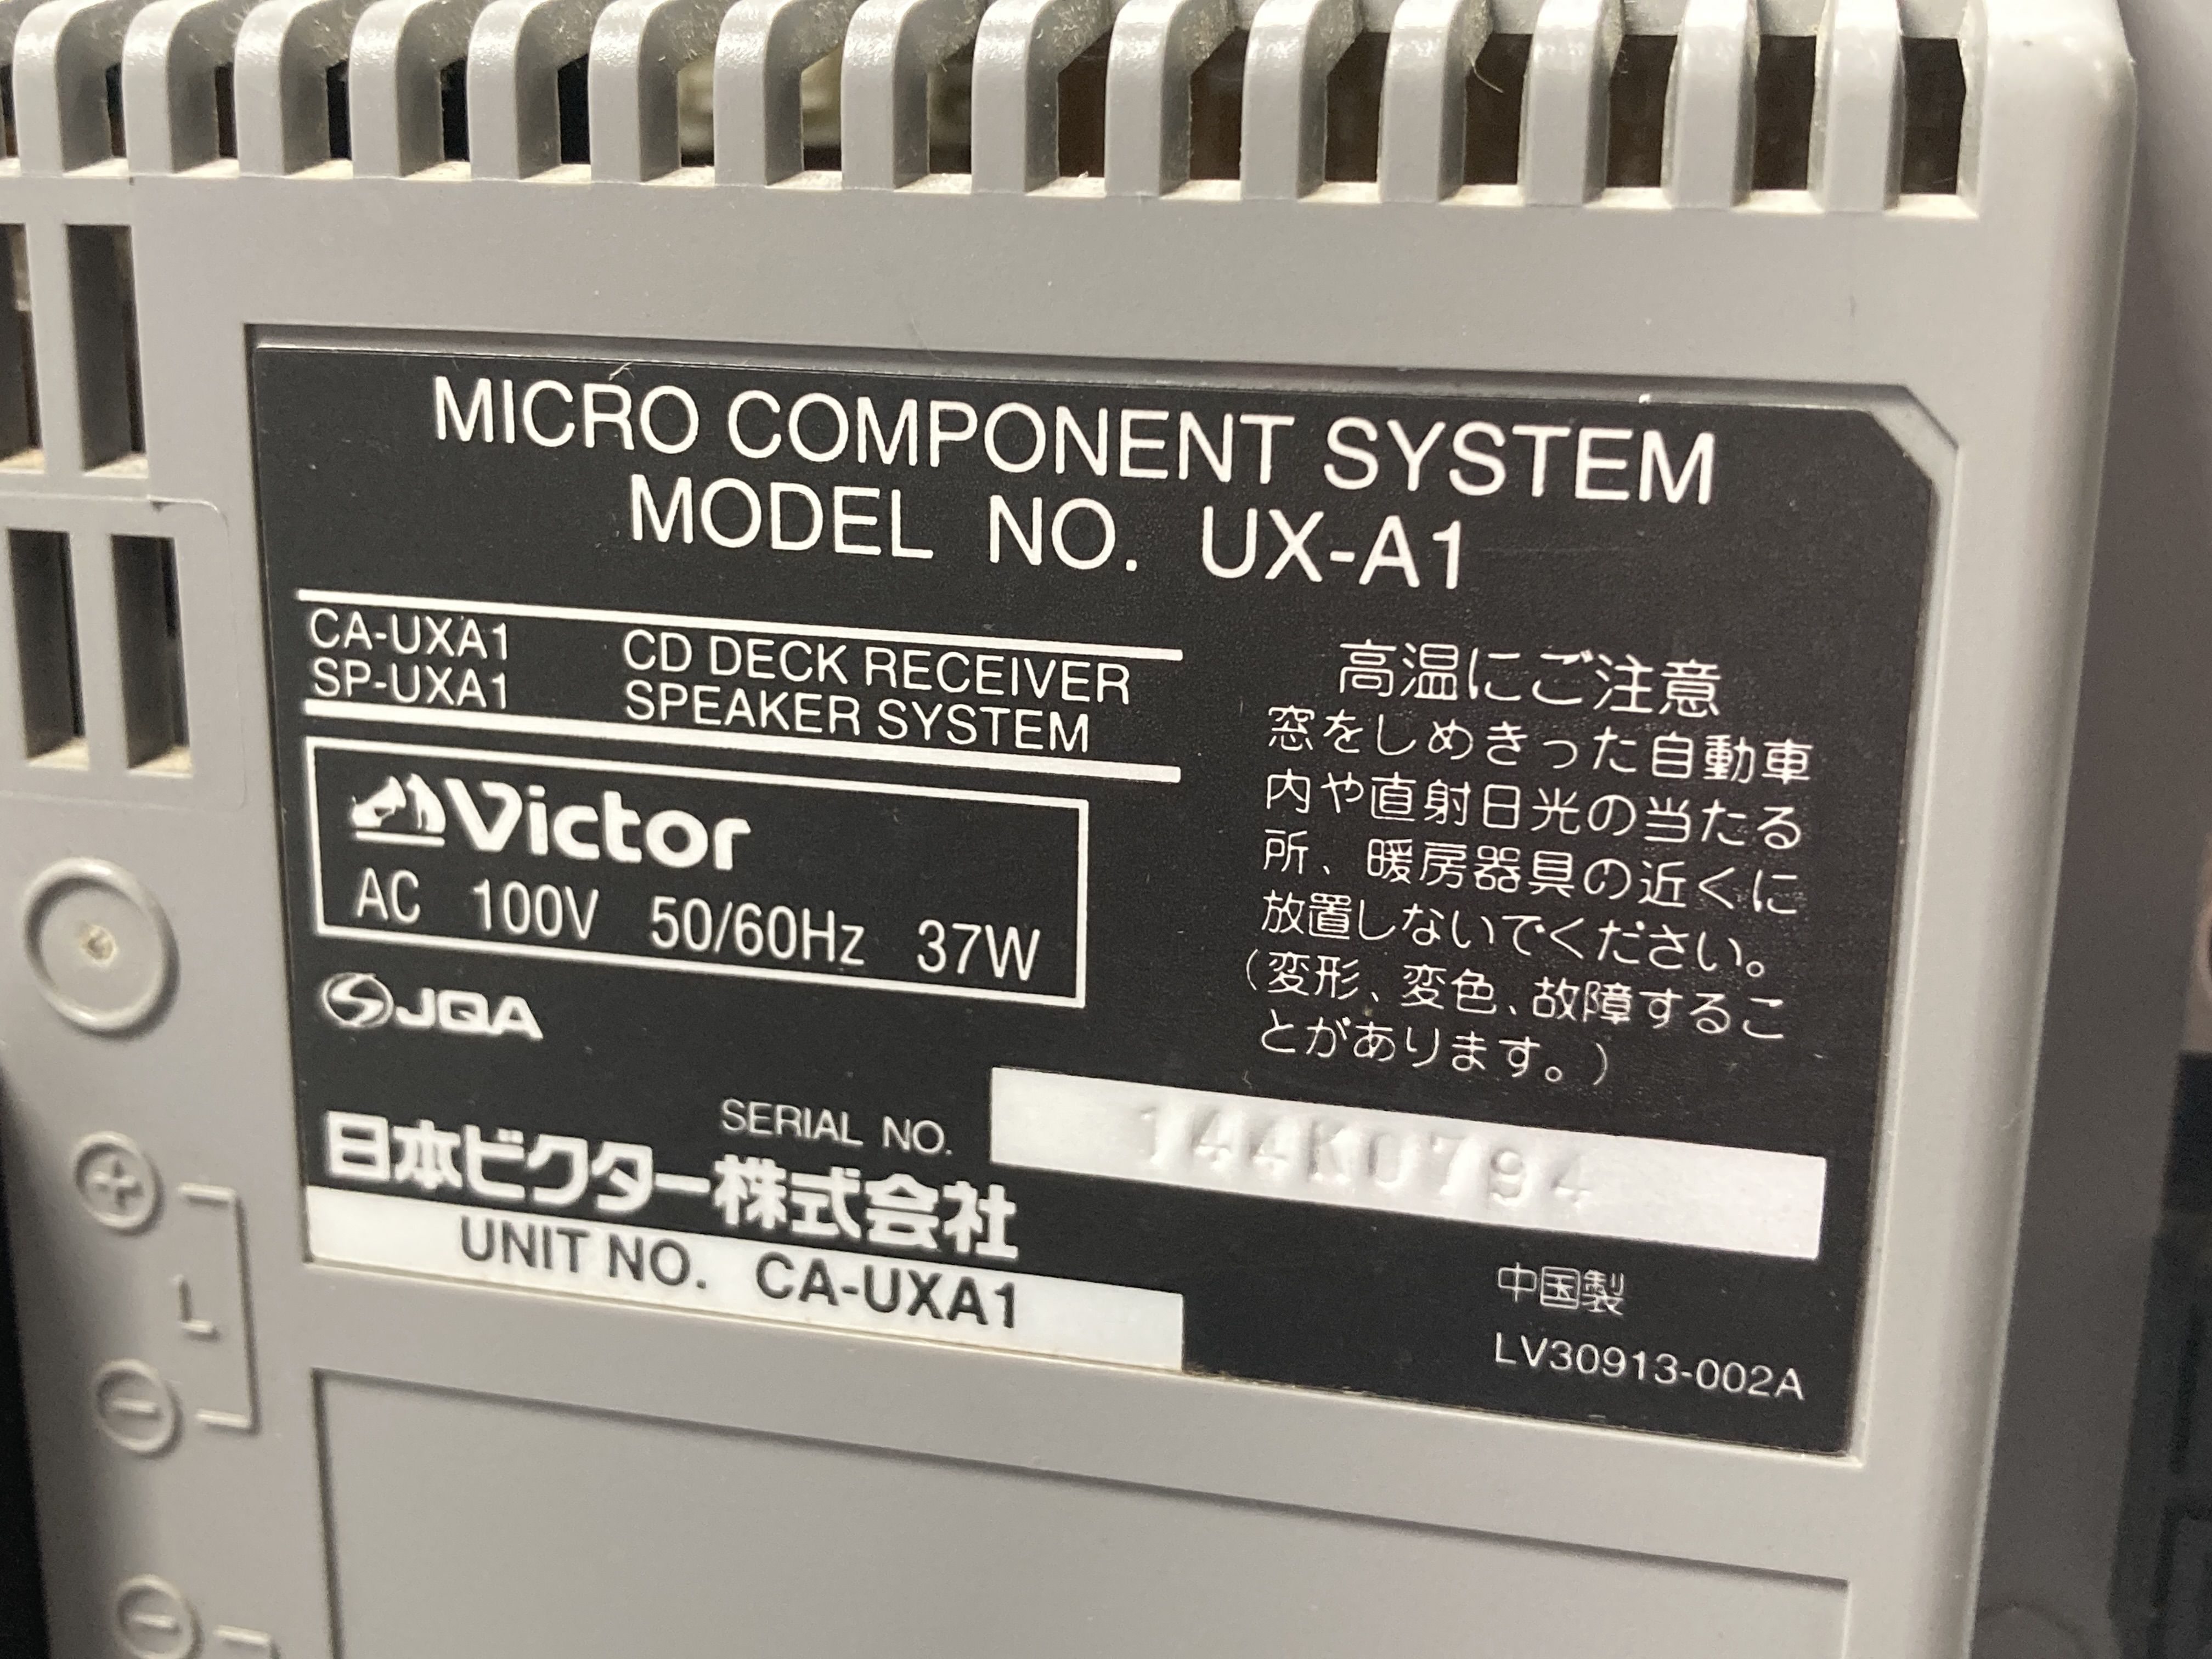 MICRO COMPONENT SYSTEM
MODEL NO. UX-A1
CA-UXA1 CD DECK RECEIVER
SP-UXA1 SPEAKER SYSTEM
Victor
AC 100V 50/60Hz 37W
JQA
高温にご注意
窓をしめきった自動車
内や直射日光の当たる
所、暖房器具の近くに
放置しないでください。
(変形、変色、故障するこ
とがあります。)
SERIAL NO. 144K0794
日本ビクター株式会社
UNIT NO. CA-UXA1
中国製
LV30913-002A
+
L
-
-